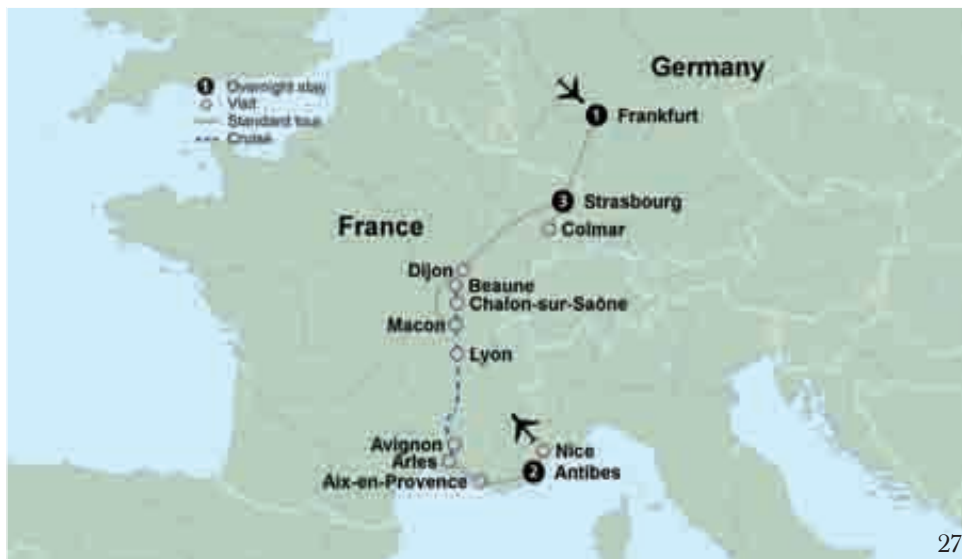 Germany
1 Overnight stay
Visit
Standard tour
Cruise
1 Frankfurt
3 Strasbourg
Colmar
France
Dijon
Beaune
Chalon-sur-Saône
Macon
Lyon
Avignon
Arles
Aix-en-Provence
Nice
2 Antibes
27